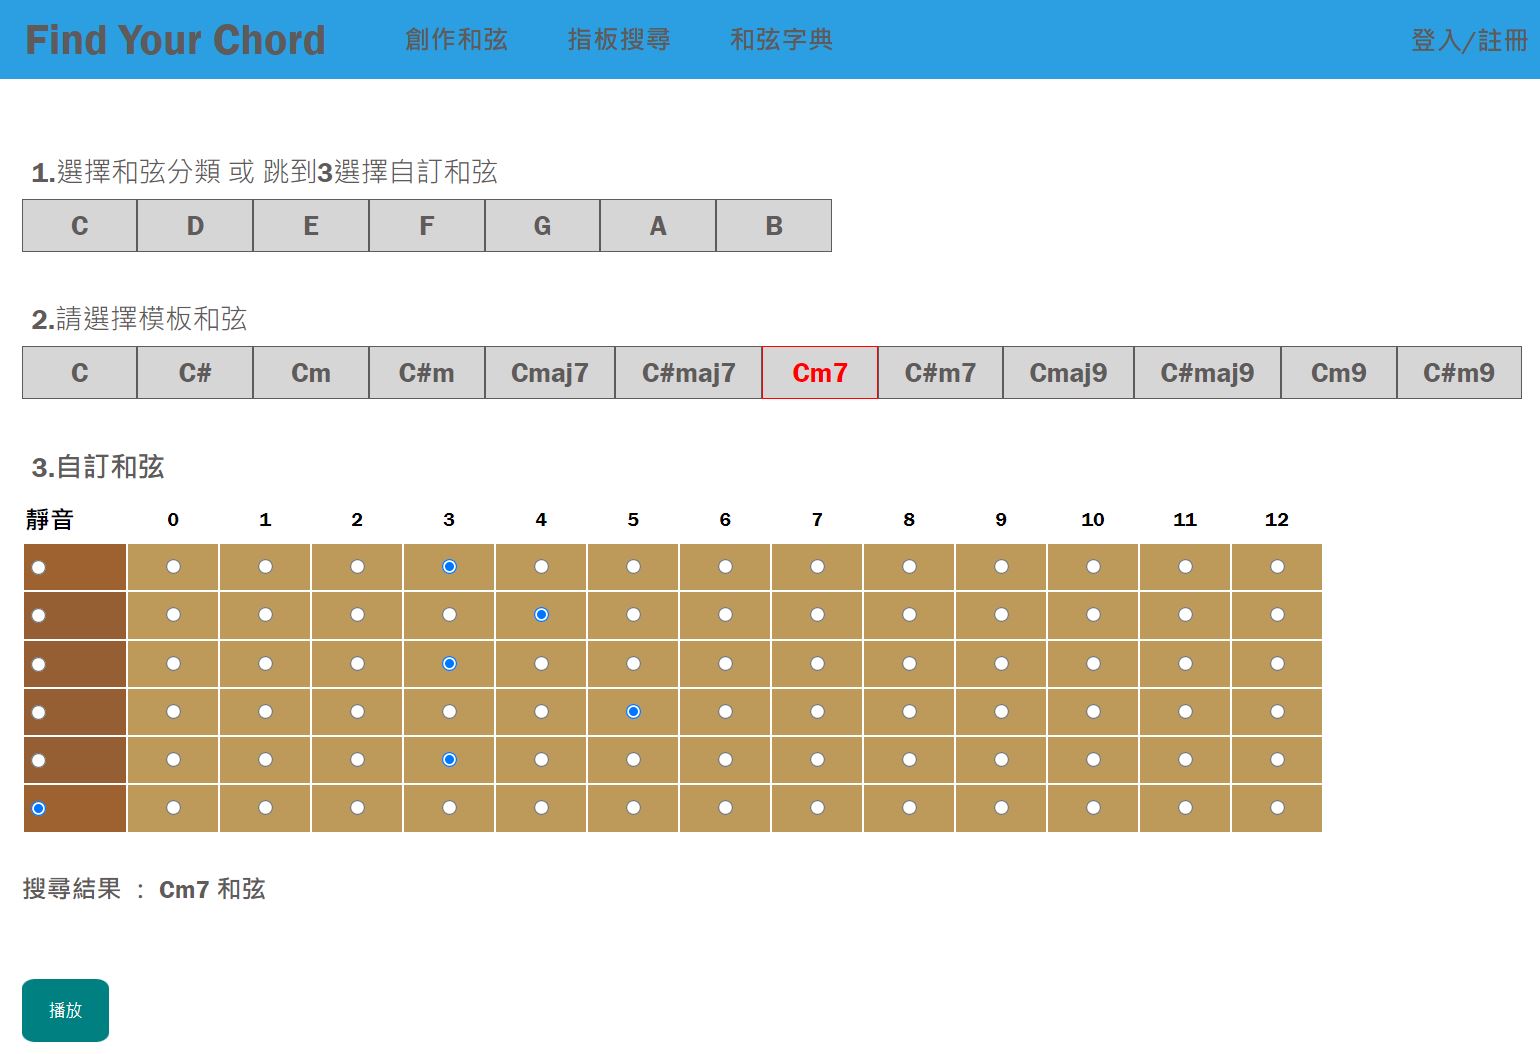 Find Your Chord 創作和弦 指板搜尋 和弦字典 登入/註冊
1.選擇和弦分類 或 跳到3選擇自訂和弦
C D E F G A B
2.請選擇模板和弦
C C# Cm C#m Cmaj7 C#maj7 Cm7 C#m7 Cmaj9 C#maj9 Cm9 C#m9
3.自訂和弦
靜音 0 1 2 3 4 5 6 7 8 9 10 11 12
搜尋結果 : Cm7 和弦
播放